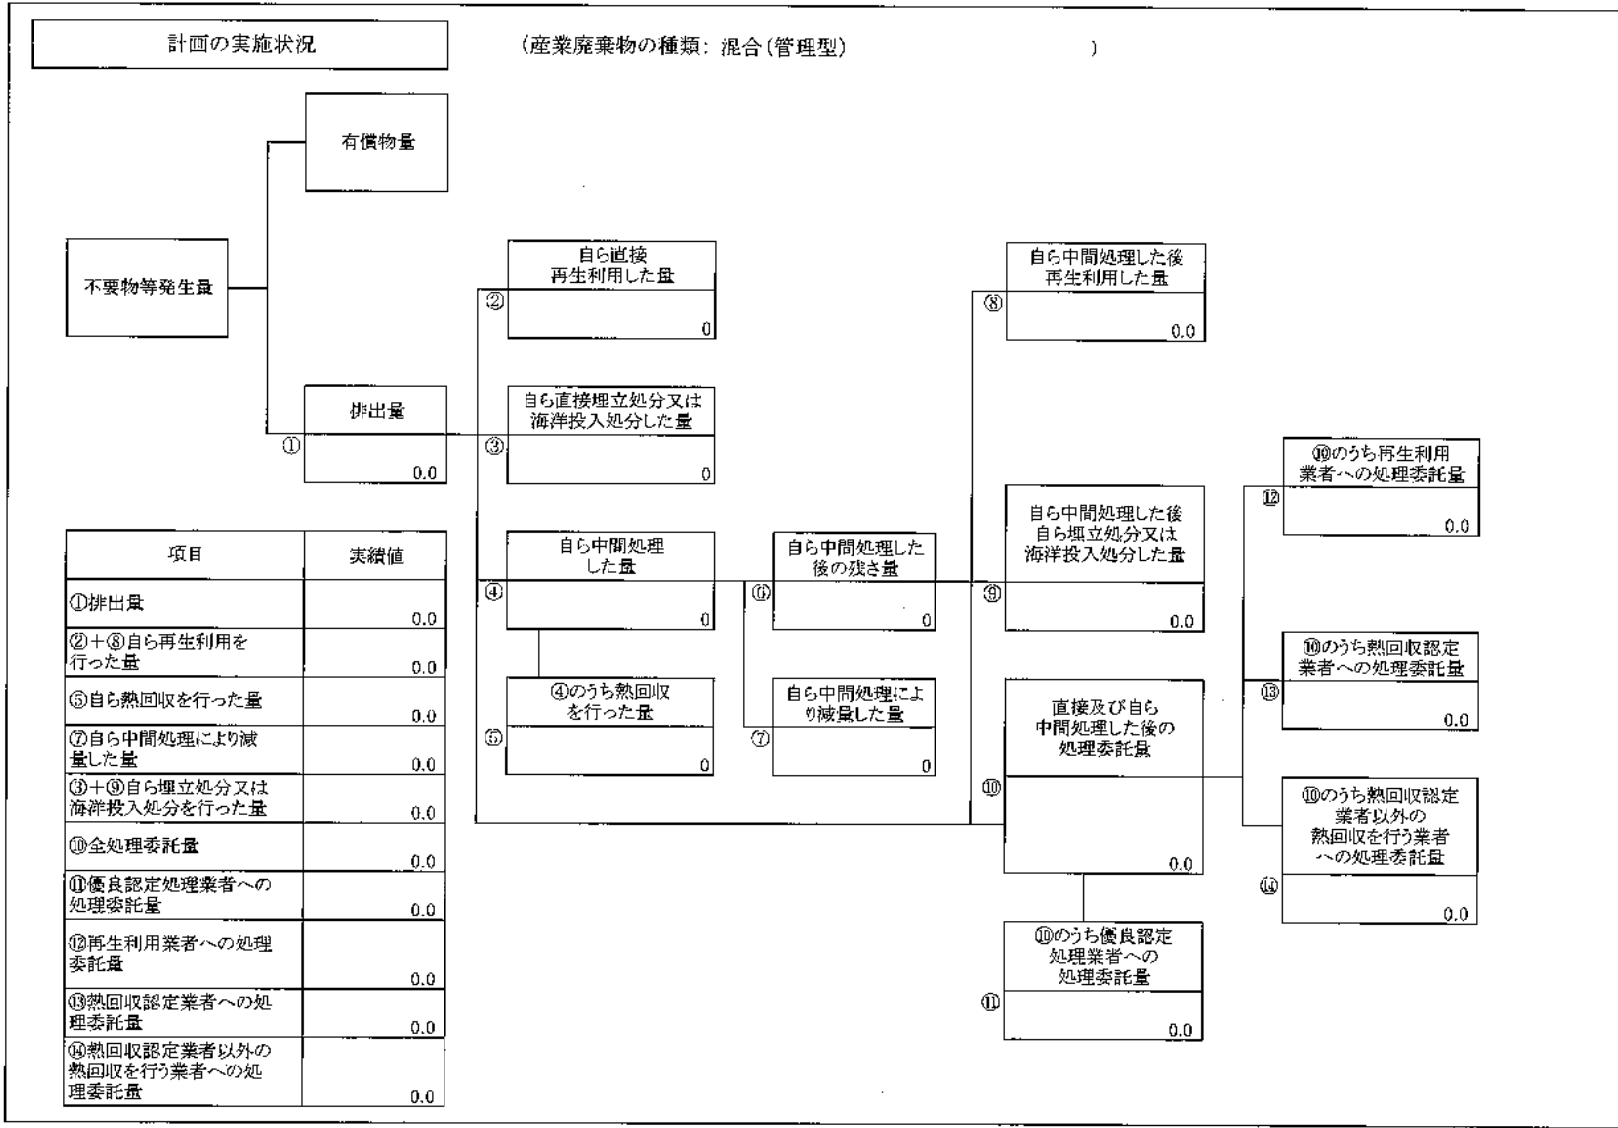 計画の実施状況
(産業廃棄物の種類: 混合(管理型) )
有償物量
不要物等発生量
排出量
①
0.0
自ら直接
再生利用した量
②
0
自ら直接埋立処分又は
海洋投入処分した量
③
0
自ら中間処理
した量
④
0
④のうち熱回収
を行った量
⑤
0
自ら中間処理した
後の残さ量
⑥
0
自ら中間処理によ
り減量した量
⑦
0
自ら中間処理した後
再生利用した量
⑧
0.0
自ら中間処理した後
自ら埋立処分又は
海洋投入処分した量
⑨
0.0
直接及び自ら
中間処理した後の
処理委託量
⑩
0.0
⑩のうち優良認定
処理業者への
処理委託量
⑪
0.0
⑩のうち再生利用
業者への処理委託量
⑫
0.0
⑩のうち熱回収認定
業者への処理委託量
⑬
0.0
⑩のうち熱回収認定
業者以外の
熱回収を行う業者
への処理委託量
⑭
0.0
項目 実績値
①排出量
0.0
②+⑧自ら再生利用を
行った量 0.0
⑤自ら熱回収を行った量
0.0
⑦自ら中間処理により減
量した量 0.0
③+⑨自ら埋立処分又は
海洋投入処分を行った量 0.0
⑩全処理委託量
0.0
⑪優良認定処理業者への
処理委託量 0.0
⑫再生利用業者への処理
委託量
0.0
⑬熱回収認定業者への処
理委託量 0.0
⑭熱回収認定業者以外の
熱回収を行う業者への処
理委託量 0.0